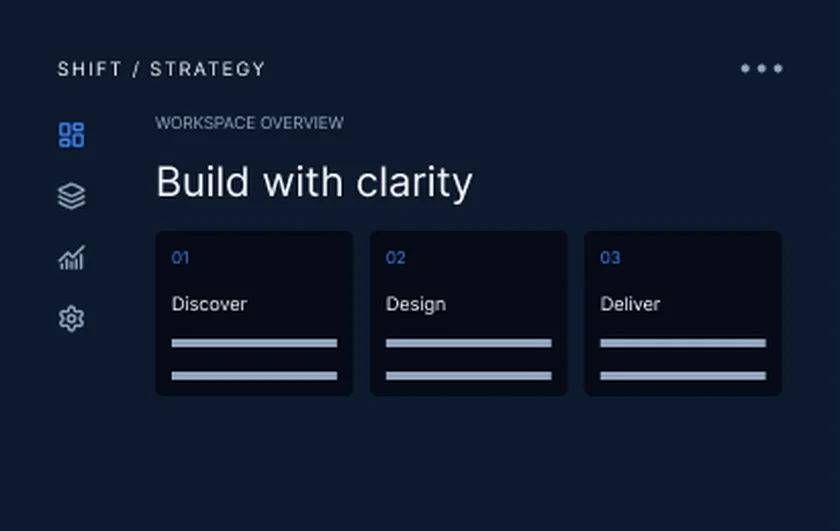 SHIFT / STRATEGY
WORKSPACE OVERVIEW
Build with clarity
01
Discover
02
Design
03
Deliver